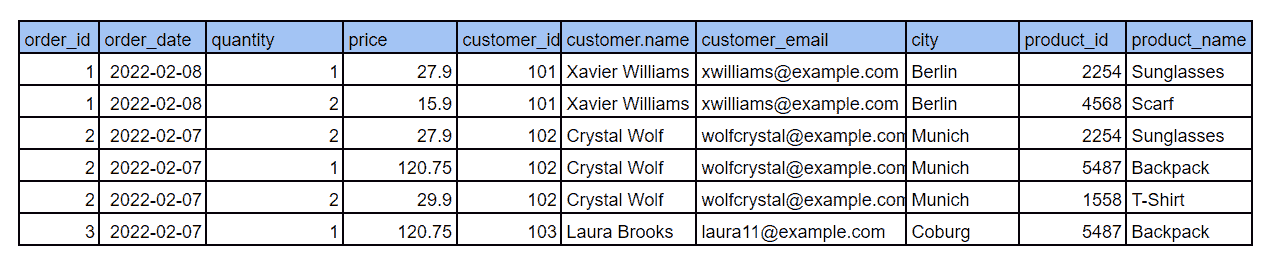 order_id order_date quantity price customer_id customer.name customer_email city product_id product_name
1 2022-02-08 1 27.9 101 Xavier Williams xwilliams@example.com Berlin 2254 Sunglasses
1 2022-02-08 2 15.9 101 Xavier Williams xwilliams@example.com Berlin 4568 Scarf
2 2022-02-07 2 27.9 102 Crystal Wolf wolfcrystal@example.com Munich 2254 Sunglasses
2 2022-02-07 1 120.75 102 Crystal Wolf wolfcrystal@example.com Munich 5487 Backpack
2 2022-02-07 2 29.9 102 Crystal Wolf wolfcrystal@example.com Munich 1558 T-Shirt
3 2022-02-07 1 120.75 103 Laura Brooks laura11@example.com Coburg 5487 Backpack